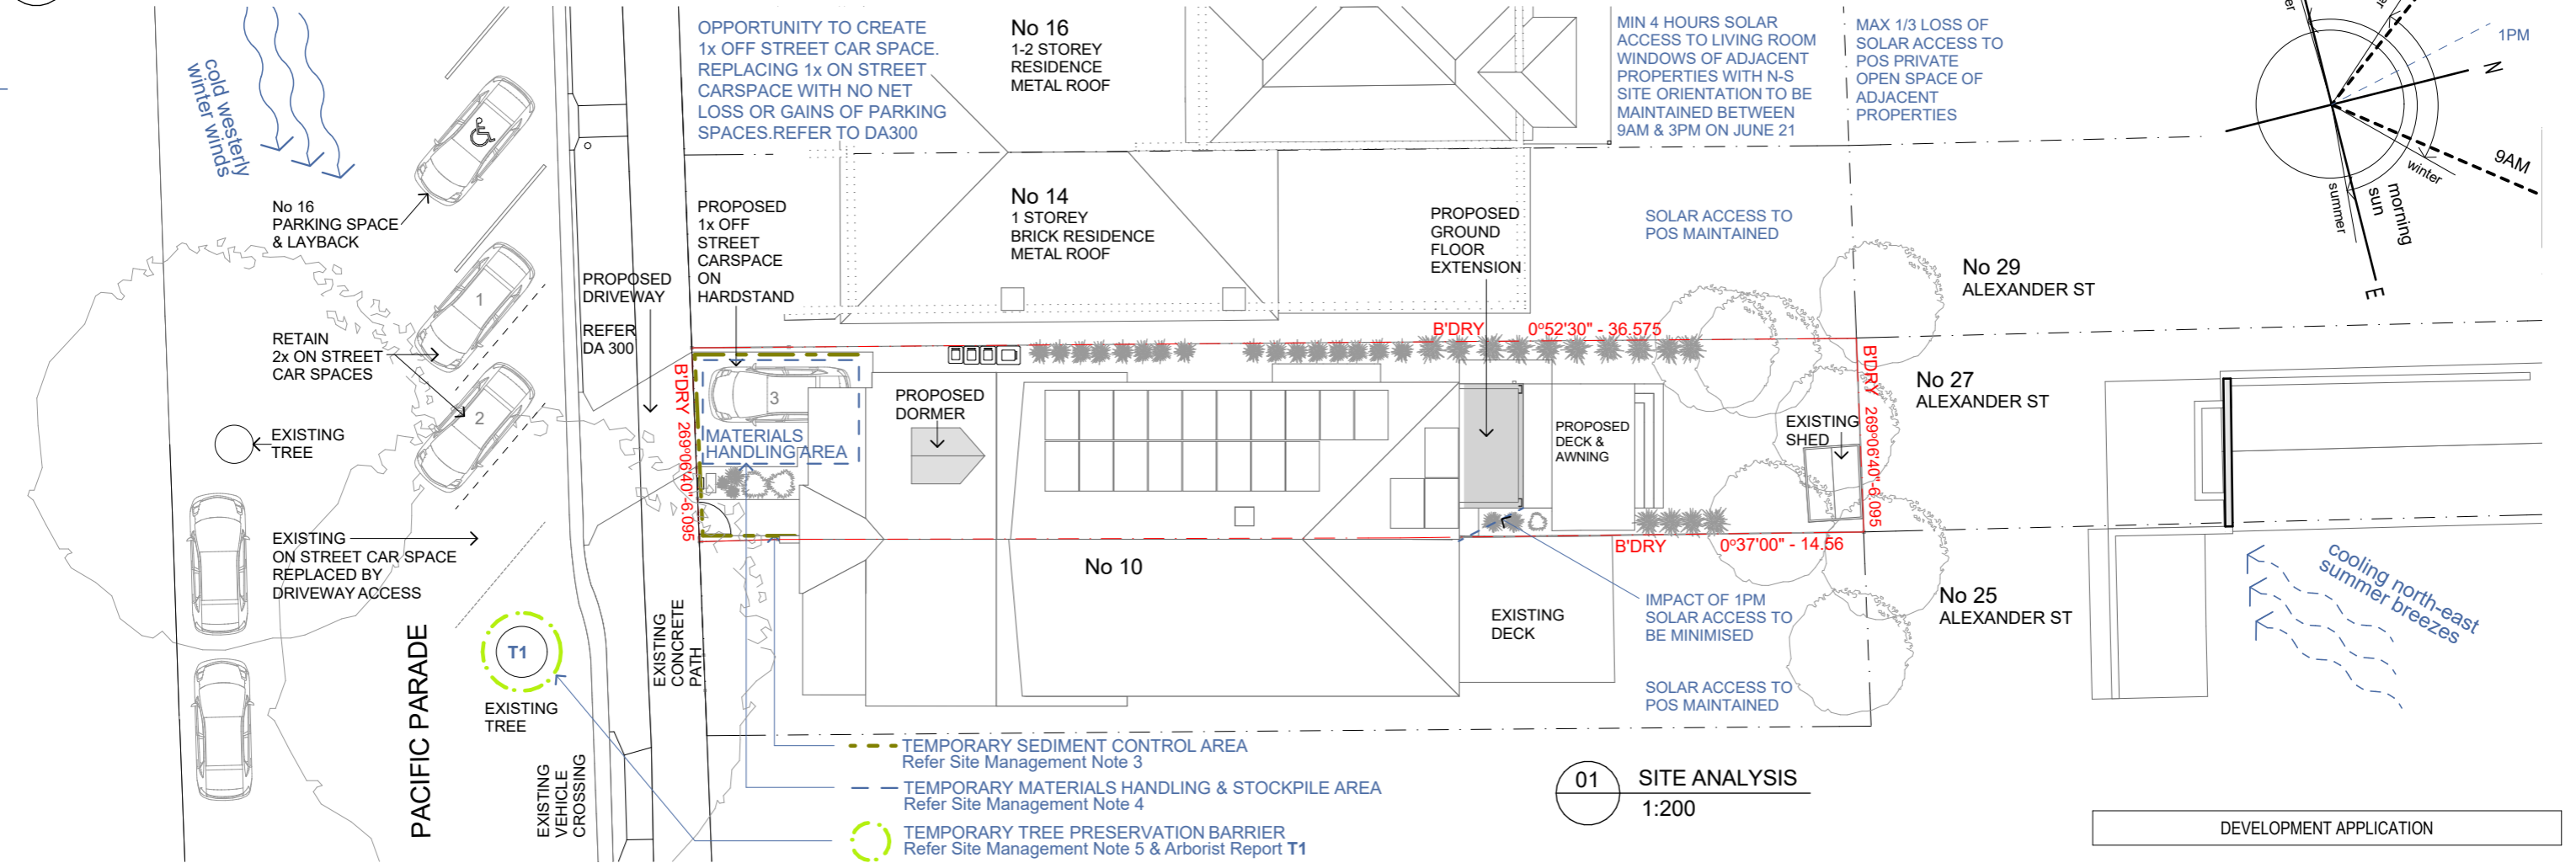 cold westerly
winter winds
No 16
PARKING SPACE
& LAYBACK
RETAIN
2x ON STREET
CAR SPACES
1
2
EXISTING
TREE
EXISTING
ON STREET CAR SPACE
REPLACED BY
DRIVEWAY ACCESS
PACIFIC PARADE
T1
EXISTING
TREE
EXISTING
VEHICLE
CROSSING
EXISTING
CONCRETE
PATH
PROPOSED
DRIVEWAY
REFER
DA 300
OPPORTUNITY TO CREATE
1x OFF STREET CAR SPACE.
REPLACING 1x ON STREET
CARSPACE WITH NO NET
LOSS OR GAINS OF PARKING
SPACES.REFER TO DA300
PROPOSED
1x OFF
STREET
CARSPACE
ON
HARDSTAND
No 16
1-2 STOREY
RESIDENCE
METAL ROOF
No 14
1 STOREY
BRICK RESIDENCE
METAL ROOF
PROPOSED
GROUND
FLOOR
EXTENSION
MIN 4 HOURS SOLAR
ACCESS TO LIVING ROOM
WINDOWS OF ADJACENT
PROPERTIES WITH N-S
SITE ORIENTATION TO BE
MAINTAINED BETWEEN
9AM & 3PM ON JUNE 21
MAX 1/3 LOSS OF
SOLAR ACCESS TO
POS PRIVATE
OPEN SPACE OF
ADJACENT
PROPERTIES
1PM
N
9AM
winter
summer
morning
sun
E
SOLAR ACCESS TO
POS MAINTAINED
No 29
ALEXANDER ST
B'DRY 0º52'30" - 36.575
B'DRY 269º06'40"-6.095
3
MATERIALS
HANDLING AREA
PROPOSED
DORMER
PROPOSED
DECK &
AWNING
EXISTING
SHED
B'DRY 269º06'40"-6.095
No 27
ALEXANDER ST
B'DRY 0º37'00" - 14.56
No 10
EXISTING
DECK
IMPACT OF 1PM
SOLAR ACCESS TO
BE MINIMISED
SOLAR ACCESS TO
POS MAINTAINED
No 25
ALEXANDER ST
cooling north-east
summer breezes
TEMPORARY SEDIMENT CONTROL AREA
Refer Site Management Note 3
TEMPORARY MATERIALS HANDLING & STOCKPILE AREA
Refer Site Management Note 4
TEMPORARY TREE PRESERVATION BARRIER
Refer Site Management Note 5 & Arborist Report T1
01 SITE ANALYSIS
1:200
DEVELOPMENT APPLICATION